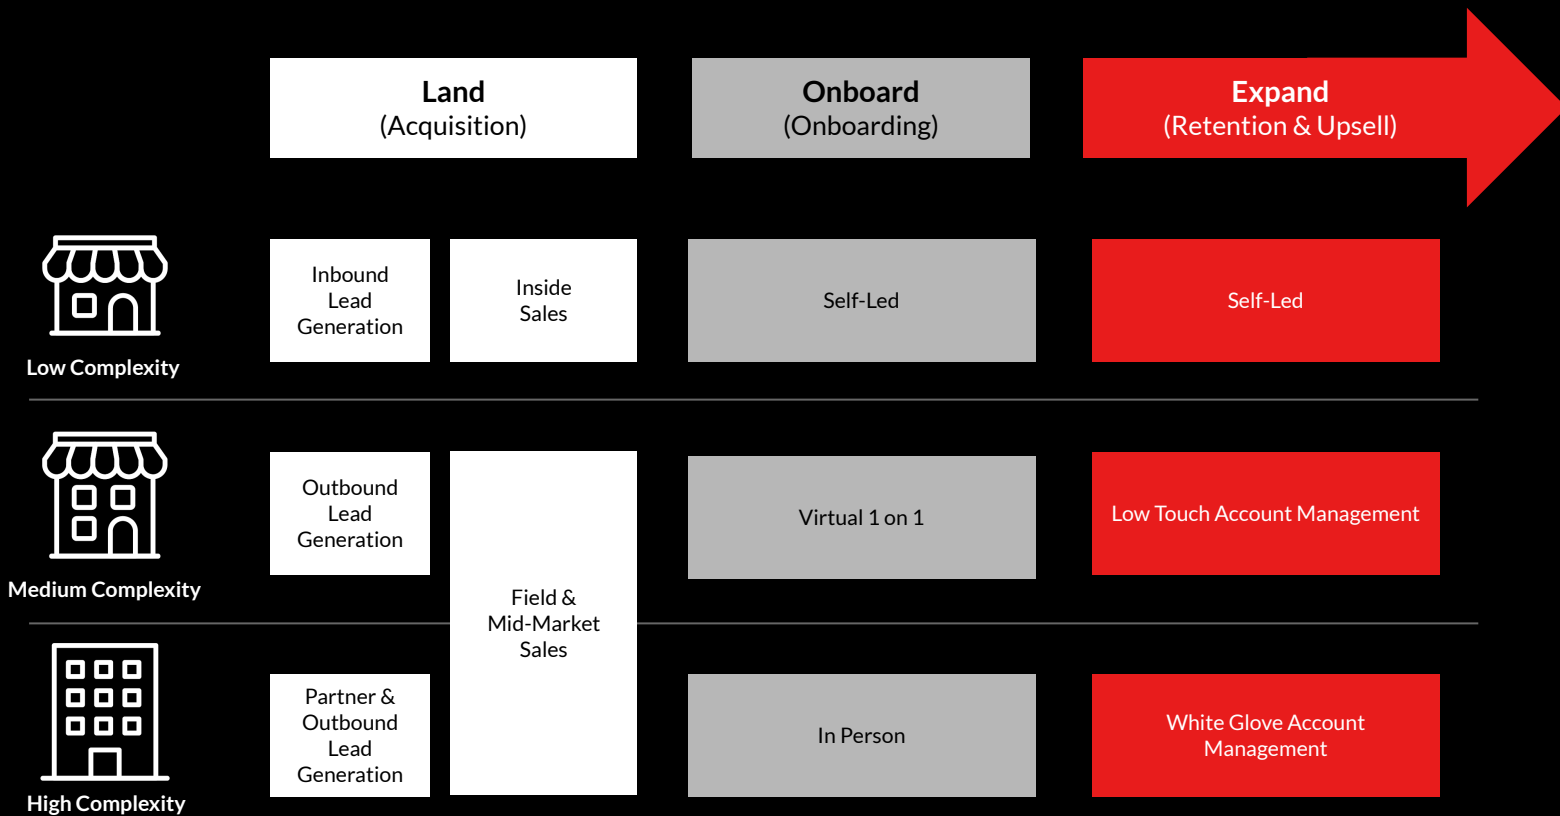 Land
(Acquisition)
Onboard
(Onboarding)
Expand
(Retention & Upsell)
Low Complexity
Inbound
Lead
Generation
Inside
Sales
Self-Led
Self-Led
Medium Complexity
Outbound
Lead
Generation
Field &
Mid-Market
Sales
Virtual 1 on 1
Low Touch Account Management
High Complexity
Partner &
Outbound
Lead
Generation
In Person
White Glove Account
Management